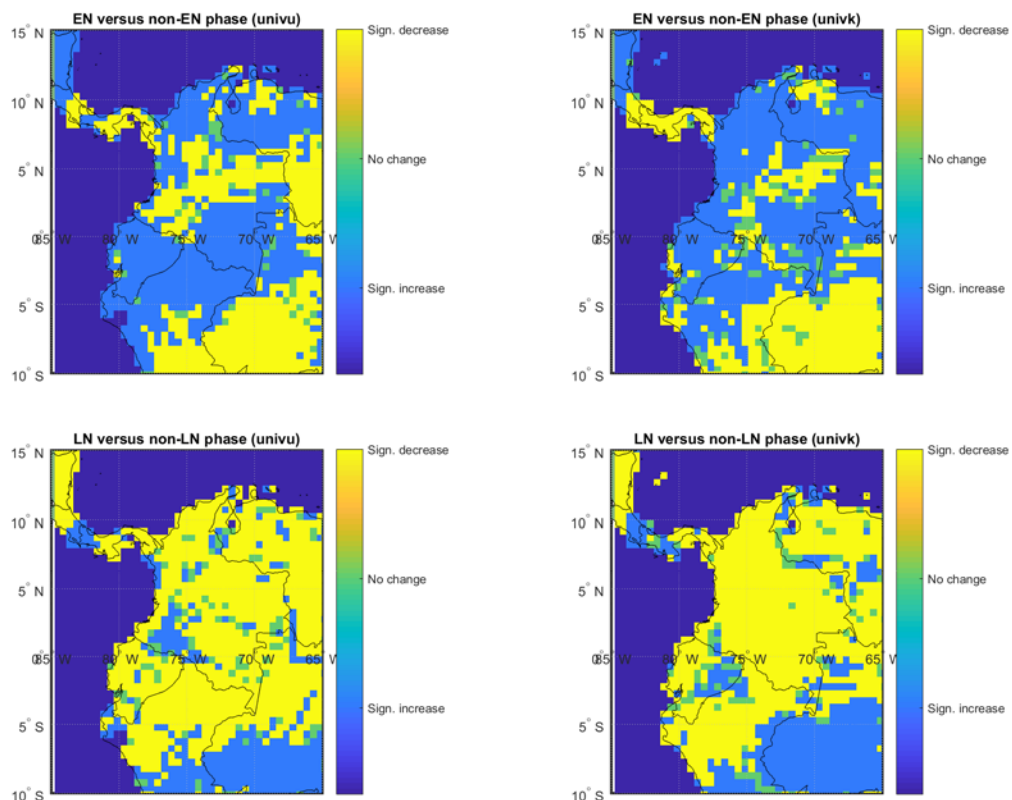 EN versus non-EN phase (univu)
15° N
10° N
5° N
0°
5° S
10° S
85° W
80° W
75° W
70° W
65° W
Sign. decrease
No change
Sign. increase
EN versus non-EN phase (univk)
15° N
10° N
5° N
0°
5° S
10° S
85° W
80° W
75° W
70° W
65° W
Sign. decrease
No change
Sign. increase
LN versus non-LN phase (univu)
15° N
10° N
5° N
0°
5° S
10° S
85° W
80° W
75° W
70° W
65° W
Sign. decrease
No change
Sign. increase
LN versus non-LN phase (univk)
15° N
10° N
5° N
0°
5° S
10° S
85° W
80° W
75° W
70° W
65° W
Sign. decrease
No change
Sign. increase